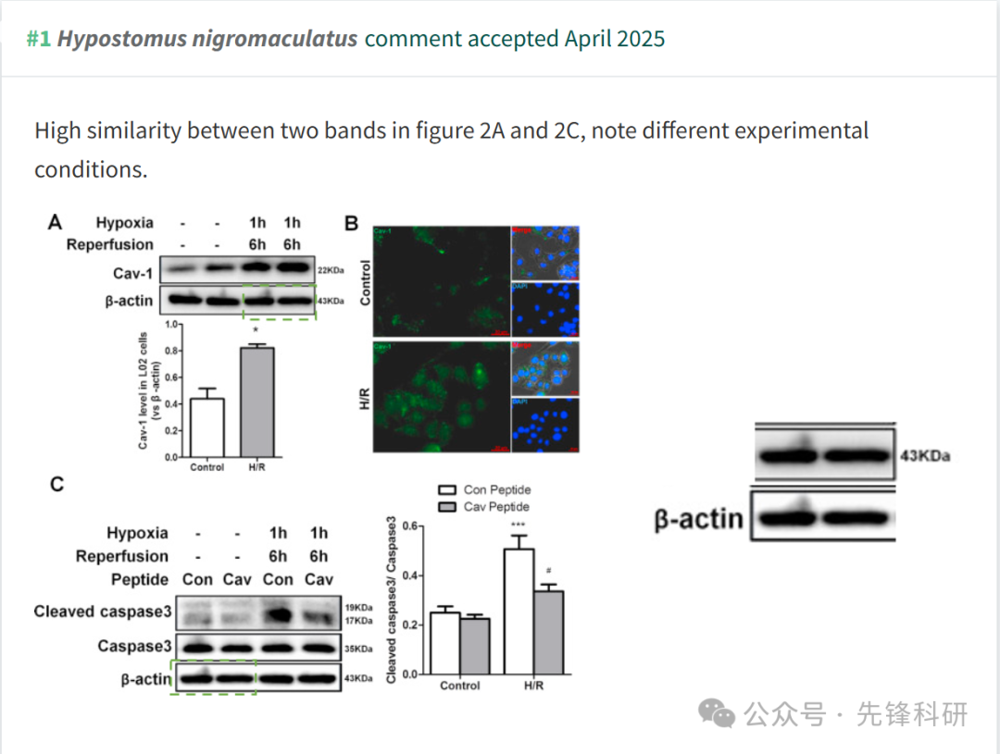 #1 Hypostomus nigromaculatus comment accepted April 2025
High similarity between two bands in figure 2A and 2C, note different experimental
conditions.
A
Hypoxia - - 1h 1h
Reperfusion - - 6h 6h
Cav-1 22KDa
β-actin 43KDa
Cav-1 level in L02 cells
(vs β -actin)
1.0
0.8
0.6
0.4
0.2
0.0
*
Control H/R
B
Control
Cav-1
Merge
DAPI
H/R
Cav-1
Merge
DAPI
C
Hypoxia - - 1h 1h
Reperfusion - - 6h 6h
Peptide Con Cav Con Cav
Cleaved caspase3 19KDa
17KDa
Caspase3 35KDa
β-actin 43KDa
Con Peptide
Cav Peptide
Cleaved caspase3/ Caspase3
0.6
0.4
0.2
0.0
***
#
Control H/R
43KDa
β-actin
公众号 · 先锋科研